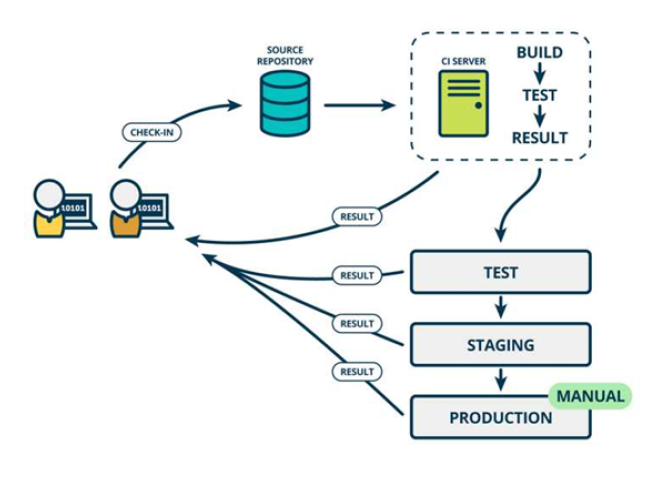 SOURCE
REPOSITORY
CI SERVER
BUILD
TEST
RESULT
CHECK-IN
10101
10101
RESULT
RESULT
TEST
RESULT
STAGING
RESULT
MANUAL
PRODUCTION